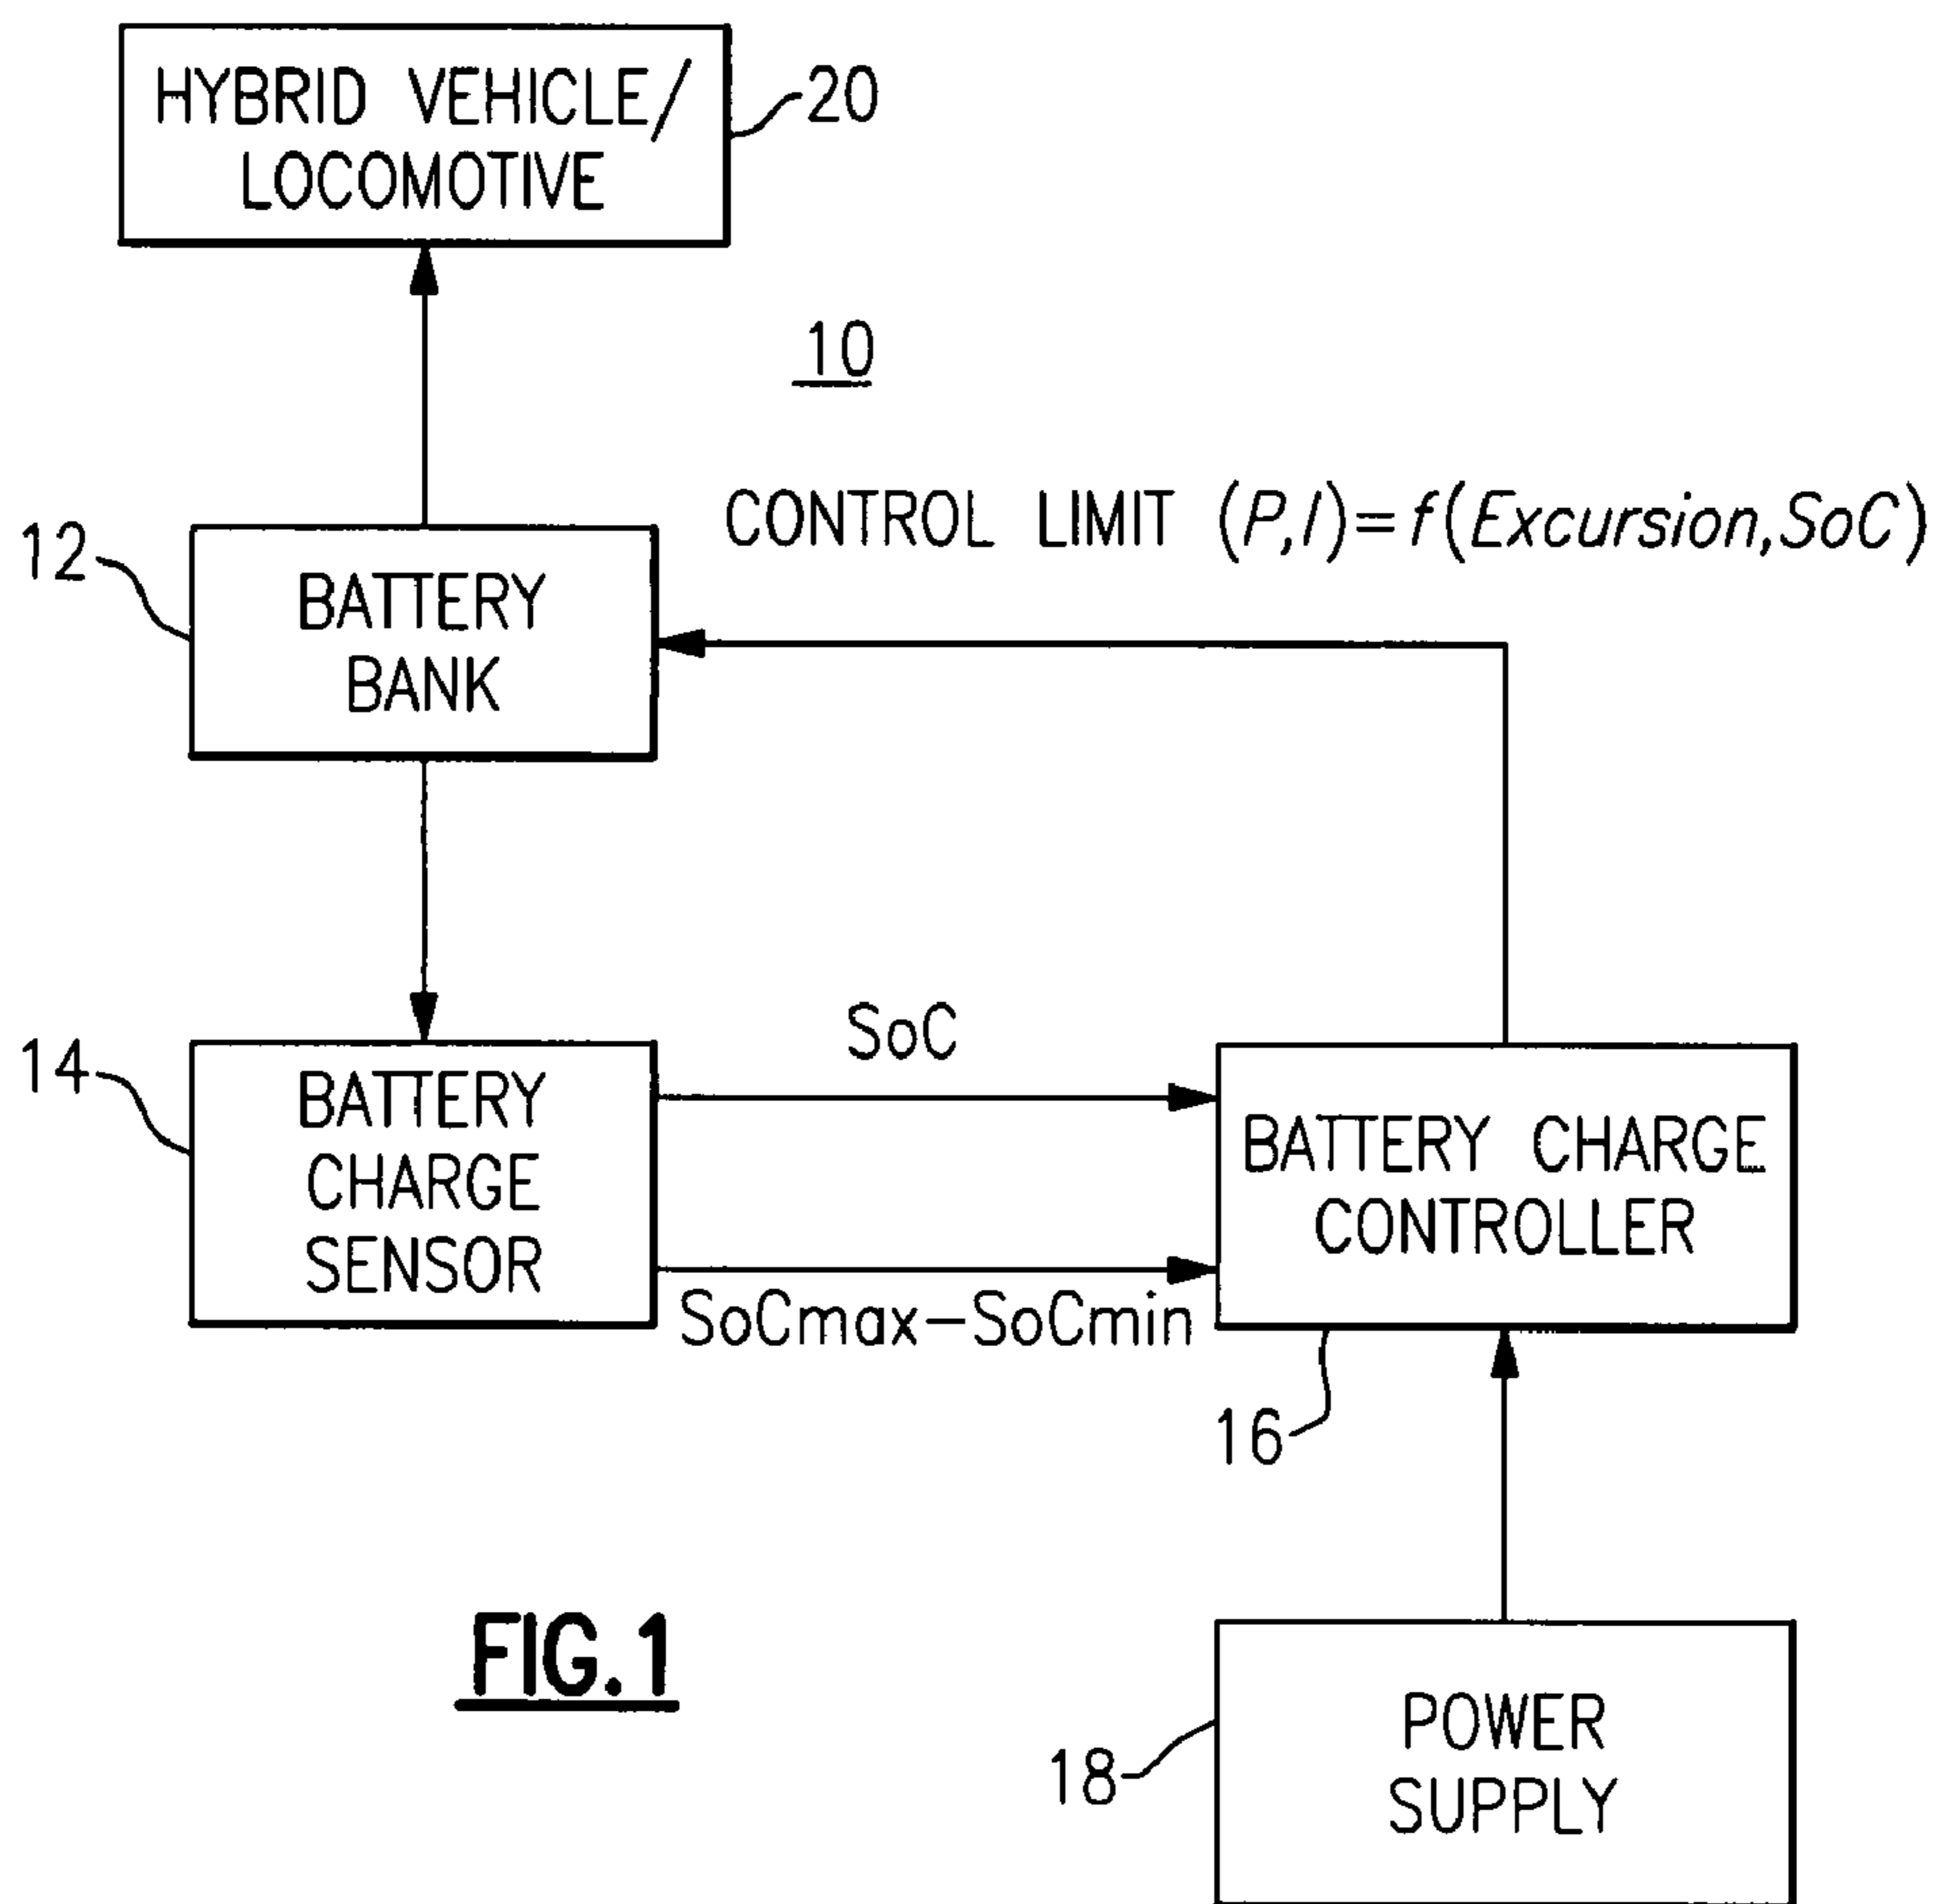 HYBRID VEHICLE/
LOCOMOTIVE
20
10
CONTROL LIMIT (P,I)=f(Excursion,SoC)
12
BATTERY
BANK
SoC
14
BATTERY
CHARGE
SENSOR
BATTERY CHARGE
CONTROLLER
SoCmax-SoCmin
16
FIG.1
18
POWER
SUPPLY